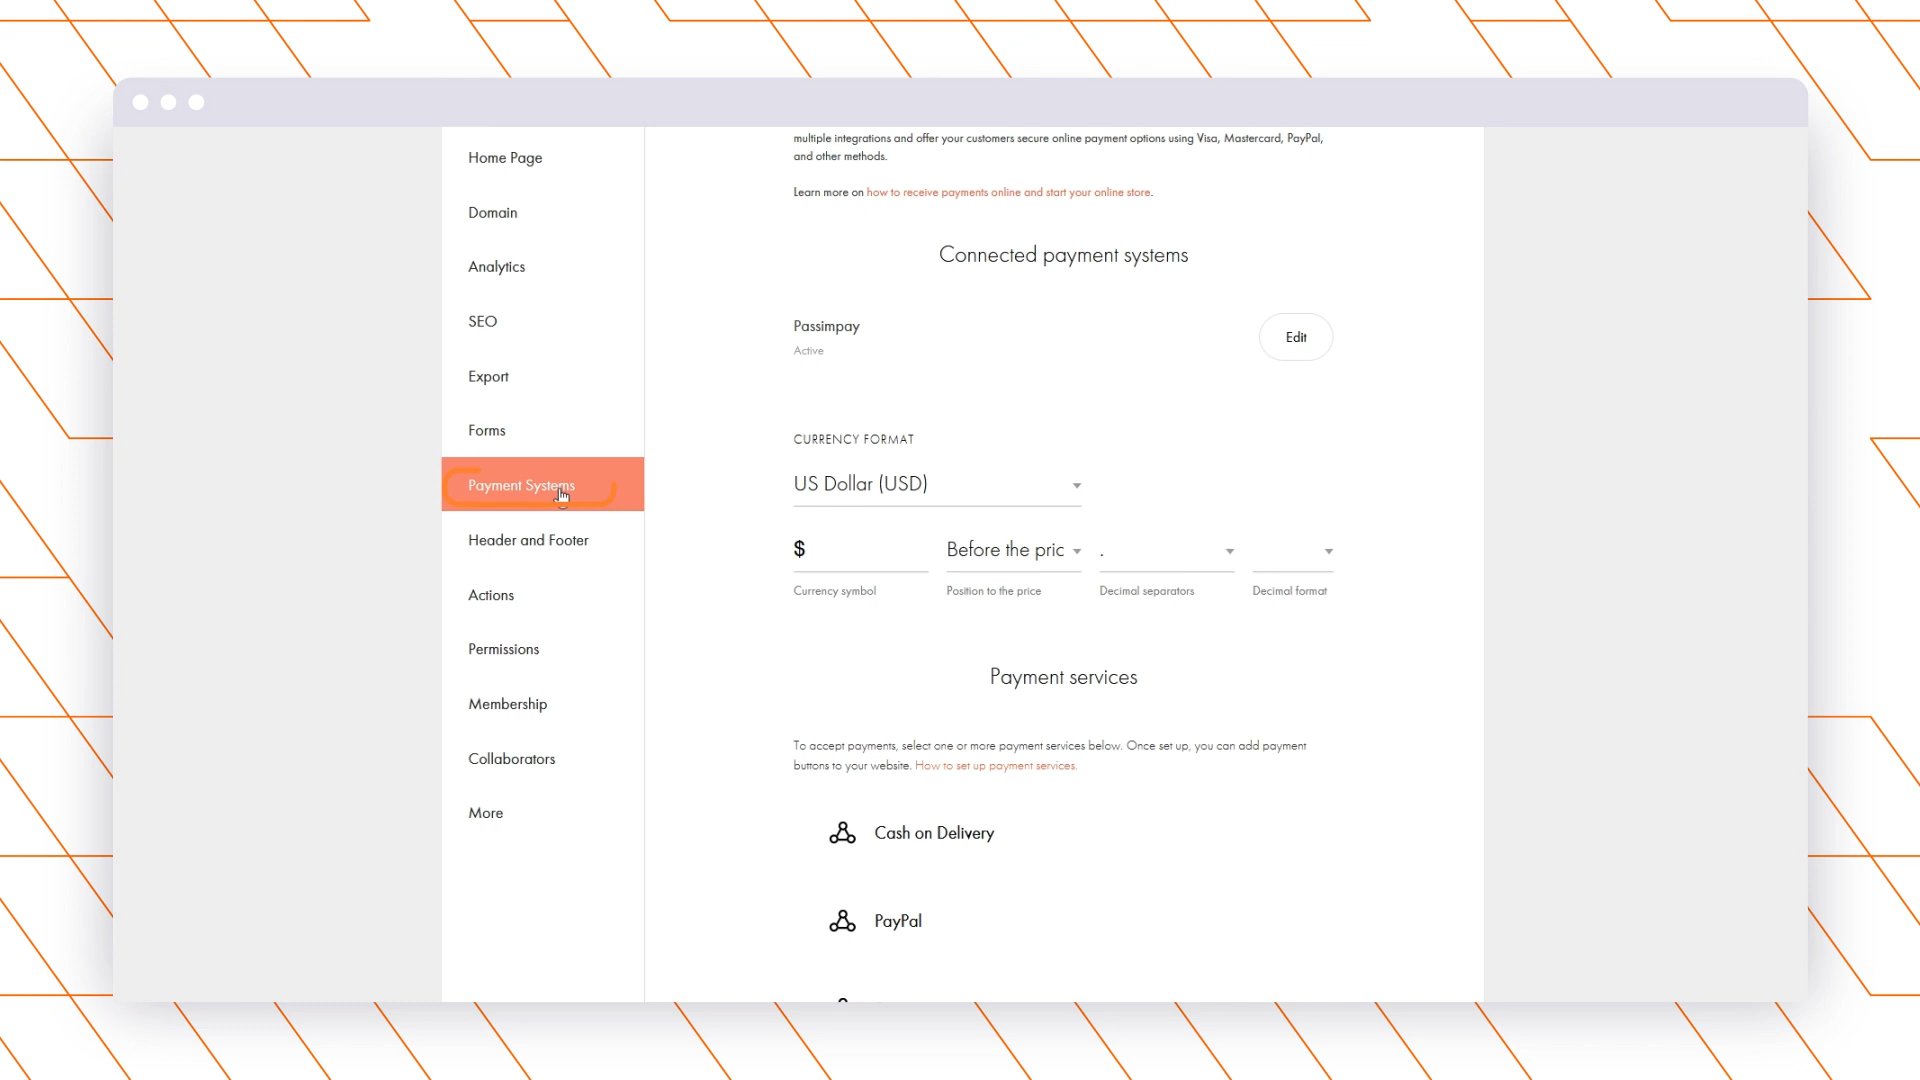 Home Page
Domain
Analytics
SEO
Export
Forms
Payment Systems
Header and Footer
Actions
Permissions
Membership
Collaborators
More
multiple integrations and offer your customers secure online payment options using Visa, Mastercard, PayPal,
and other methods.
Learn more on how to receive payments online and start your online store.
Connected payment systems
Passimpay
Active
Edit
CURRENCY FORMAT
US Dollar (USD)
$
Before the pric
.
Currency symbol
Position to the price
Decimal separators
Decimal format
Payment services
To accept payments, select one or more payment services below. Once set up, you can add payment
buttons to your website. How to set up payment services.
Cash on Delivery
PayPal